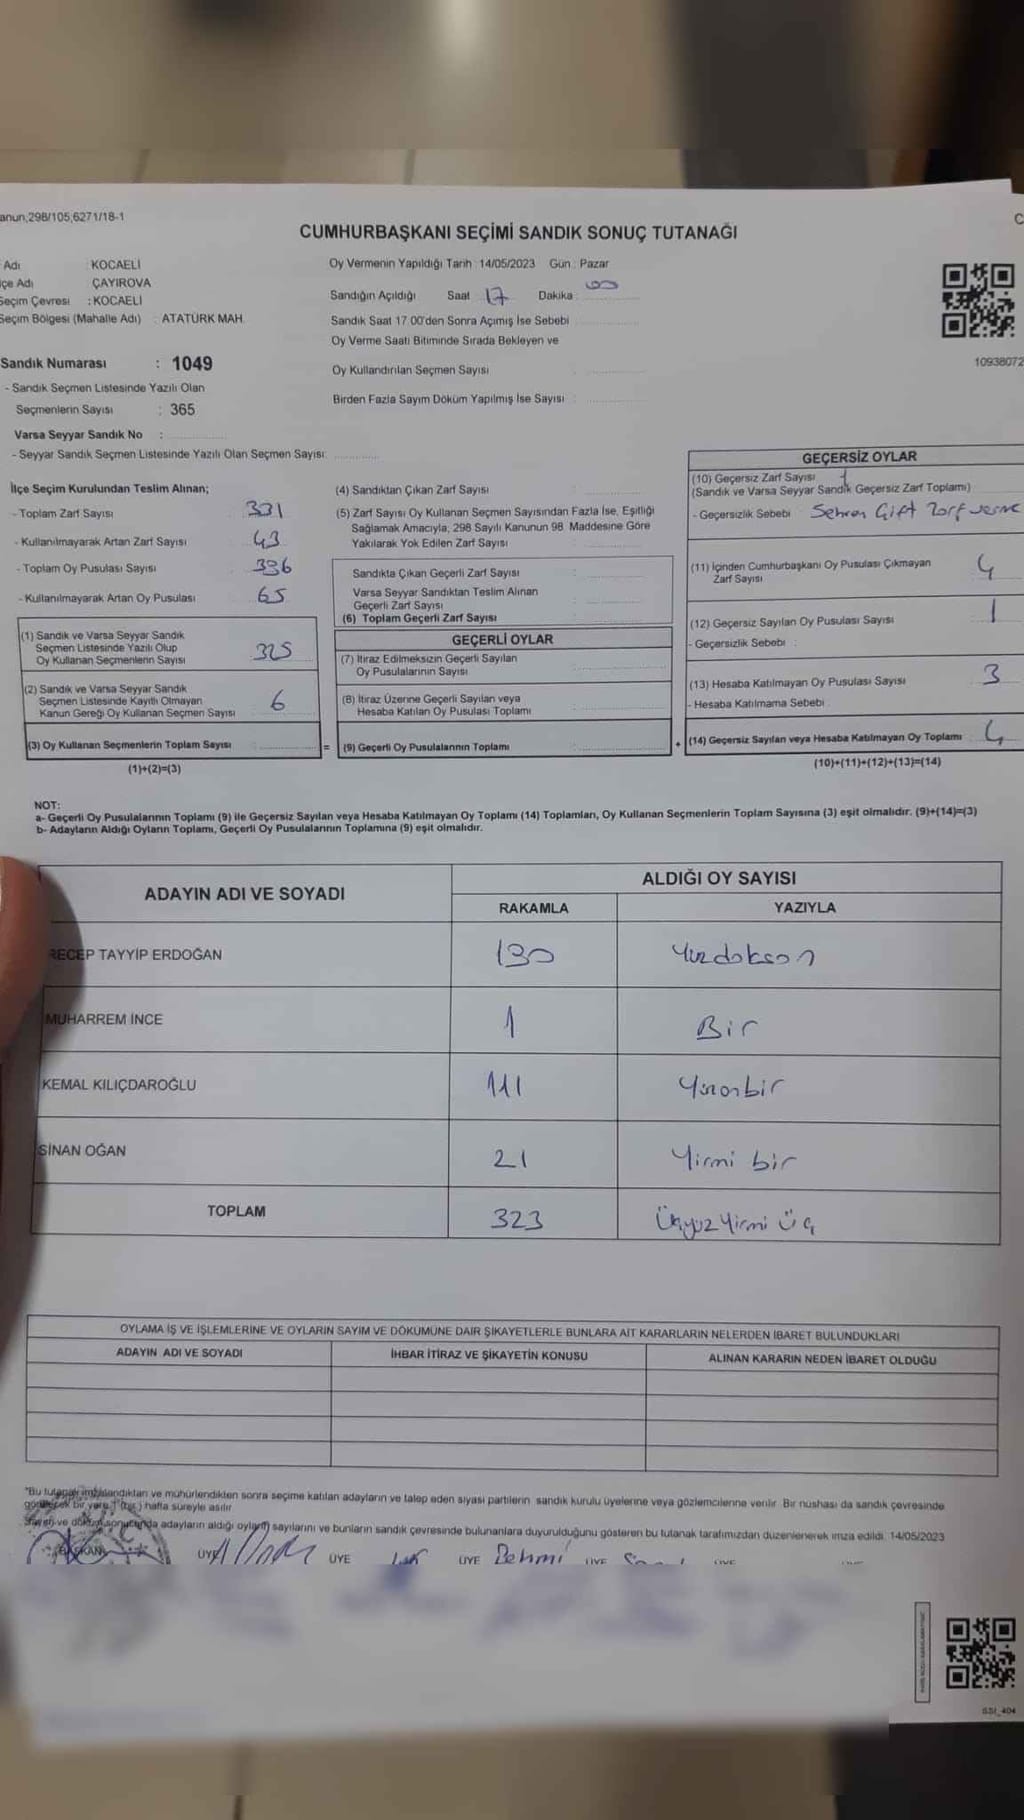 anun,298/105,6271/18-1
CUMHURBAŞKANI SEÇİMİ SANDIK SONUÇ TUTANAĞI
Adı : KOCAELİ
çe Adı ÇAYIROVA
Seçim Çevresi : KOCAELİ
Seçim Bölgesi (Mahalle Adı) : ATATÜRK MAH.
Oy Vermenin Yapıldığı Tarih : 14/05/2023 Gün : Pazar
Sandığın Açıldığı Saat 17 Dakika : 00
Sandık Saat 17.00'den Sonra Açımış İse Sebebi
Oy Verme Saati Bitiminde Sırada Bekleyen ve
Oy Kullandırılan Seçmen Sayısı
Birden Fazla Sayım Döküm Yapılmış İse Sayısı :
10938072
Sandık Numarası : 1049
- Sandık Seçmen Listesinde Yazılı Olan
Seçmenlerin Sayısı : 365
Varsa Seyyar Sandık No :
- Seyyar Sandık Seçmen Listesinde Yazılı Olan Seçmen Sayısı:
İlçe Seçim Kurulundan Teslim Alınan;
- Toplam Zarf Sayısı 331
- Kullanılmayarak Artan Zarf Sayısı : 43
- Toplam Oy Pusulası Sayısı : 396
- Kullanılmayarak Artan Oy Pusulası : 65
(1) Sandık ve Varsa Seyyar Sandık
Seçmen Listesinde Yazılı Olup
Oy Kullanan Seçmenlerin Sayısı 325
(2) Sandık ve Varsa Seyyar Sandık
Seçmen Listesinde Kayıtlı Olmayan
Kanun Gereği Oy Kullanan Seçmen Sayısı 6
(3) Oy Kullanan Seçmenlerin Toplam Sayısı :
(1)+(2)=(3)
(4) Sandıktan Çıkan Zarf Sayısı :
(5) Zarf Sayısı Oy Kullanan Seçmen Sayısından Fazla İse, Eşitliği
Sağlamak Amacıyla, 298 Sayılı Kanunun 98. Maddesine Göre
Yakılarak Yok Edilen Zarf Sayısı :
Sandıkta Çıkan Geçerli Zarf Sayısı :
Varsa Seyyar Sandıktan Teslim Alınan
Geçerli Zarf Sayısı :
(6) Toplam Geçerli Zarf Sayısı :
GEÇERLİ OYLAR
(7) İtiraz Edilmeksizin Geçerli Sayılan
Oy Pusulalarının Sayısı :
(8) İtiraz Üzerine Geçerli Sayılan veya
Hesaba Katılan Oy Pusulası Toplamı :
= (9) Geçerli Oy Pusulalarının Toplamı :
GEÇERSİZ OYLAR
(10) Geçersiz Zarf Sayısı 1
(Sandık ve Varsa Seyyar Sandık Geçersiz Zarf Toplamı)
- Geçersizlik Sebebi : Sehven Çift Zarf verme
(11) İçinden Cumhurbaşkanı Oy Pusulası Çıkmayan
Zarf Sayısı 4
(12) Geçersiz Sayılan Oy Pusulası Sayısı 1
- Geçersizlik Sebebi :
(13) Hesaba Katılmayan Oy Pusulası Sayısı 3
- Hesaba Katılmama Sebebi :
+ (14) Geçersiz Sayılan veya Hesaba Katılmayan Oy Toplamı : 4
(10)+(11)+(12)+(13)=(14)
NOT:
a- Geçerli Oy Pusulalarının Toplamı (9) ile Geçersiz Sayılan veya Hesaba Katılmayan Oy Toplamı (14) Toplamları, Oy Kullanan Seçmenlerin Toplam Sayısına (3) eşit olmalıdır. (9)+(14)=(3)
b- Adayların Aldığı Oyların Toplamı, Geçerli Oy Pusulalarının Toplamına (9) eşit olmalıdır.
ADAYIN ADI VE SOYADI ALDIĞI OY SAYISI
RAKAMLA YAZIYLA
RECEP TAYYİP ERDOĞAN 190 Yüzdoksan
MUHARREM İNCE 1 Bir
KEMAL KILIÇDAROĞLU 111 Yüzonbir
SİNAN OĞAN 21 Yirmi bir
TOPLAM 323 Üçyüz Yirmi Üç
OYLAMA İŞ VE İŞLEMLERİNE VE OYLARIN SAYIM VE DÖKÜMÜNE DAİR ŞİKAYETLERLE BUNLARA AİT KARARLARIN NELERDEN İBARET BULUNDUKLARI
ADAYIN ADI VE SOYADI İHBAR İTİRAZ VE ŞİKAYETİN KONUSU ALINAN KARARIN NEDEN İBARET OLDUĞU
"Bu tutanak imzalandıktan ve mühürlendikten sonra seçime katılan adayların ve talep eden siyasi partilerin sandık kurulu üyelerine veya gözlemcilerine verilir. Bir nüshası da sandık çevresinde
görülecek bir yere 1 (bir) hafta süreyle asılır.
Sayım ve döküm sonucunda adayların aldığı oyların sayılarını ve bunların sandık çevresinde bulunanlara duyurulduğunu gösteren bu tutanak tarafımızdan düzenlenerek imza edildi. 14/05/2023
BAŞKAN ÜYE ÜYE ÜYE Behmi ÜYE ÜYE
SSİ_404